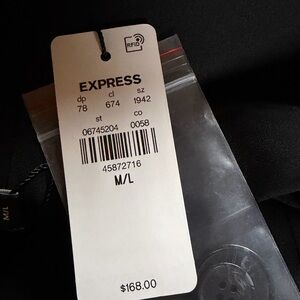 RFID
EXPRESS
dp cl sz
78 674 1942
st co
06745204 0058
45872716
M/L
$168.00
M/L